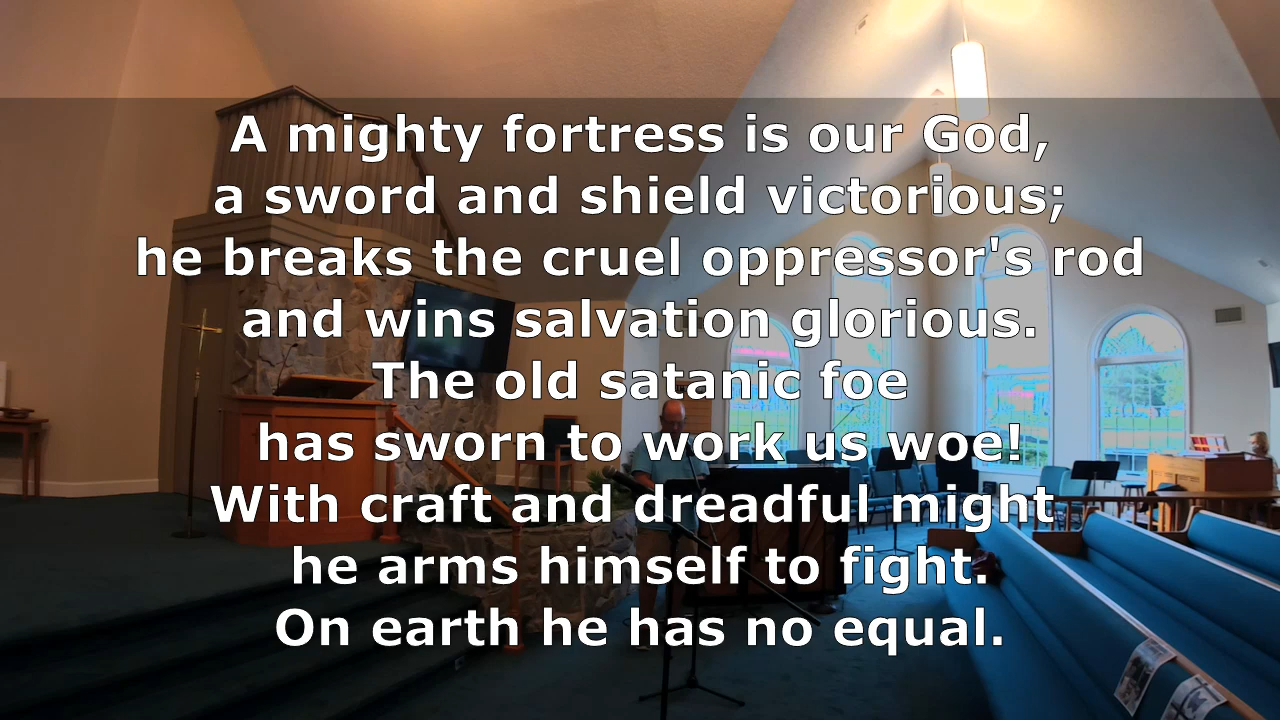 A mighty fortress is our God,
a sword and shield victorious;
he breaks the cruel oppressor's rod
and wins salvation glorious.
The old satanic foe
has sworn to work us woe!
With craft and dreadful might
he arms himself to fight.
On earth he has no equal.